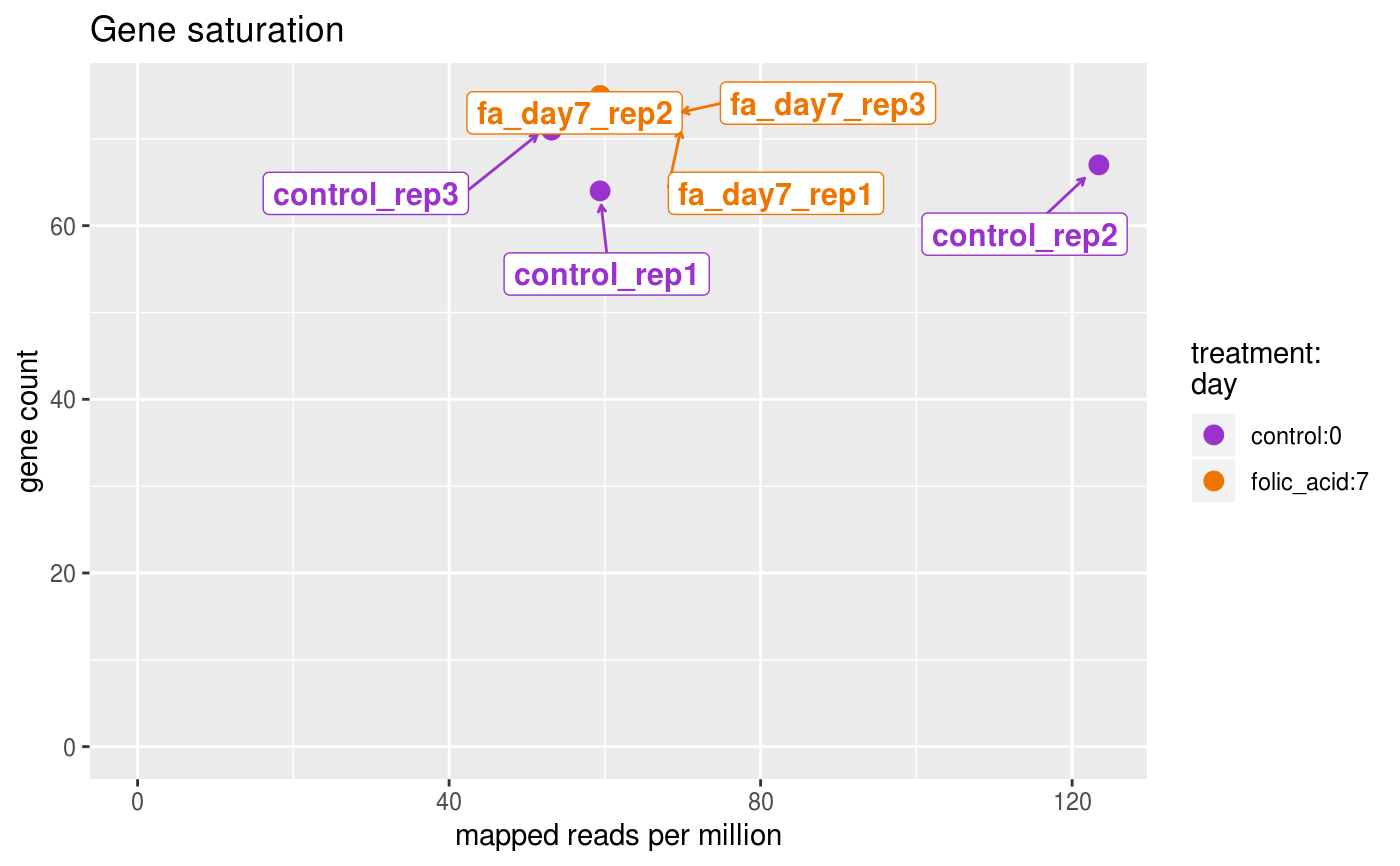 Gene saturation
fa_day7_rep2
fa_day7_rep3
control_rep3
fa_day7_rep1
control_rep2
control_rep1
60
40
20
0
gene count
0
40
80
120
mapped reads per million
treatment:
day
control:0
folic_acid:7